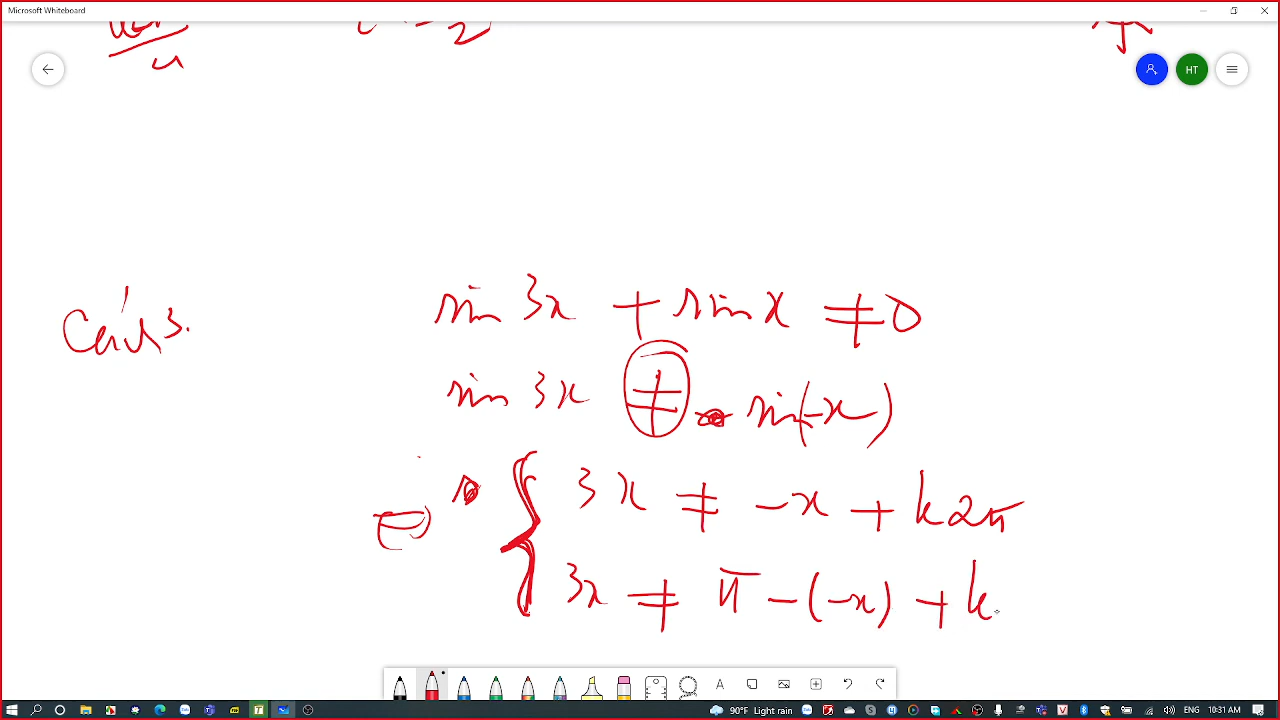 Microsoft Whiteboard
HT
sin 3x + sin x ≠ 0
Cách 3.
sin 3x ≠ sin(-x)
⇔ { 3x ≠ -x + k2π
3x ≠ π - (-x) + k
90°F Light rain
ENG
10:31 AM